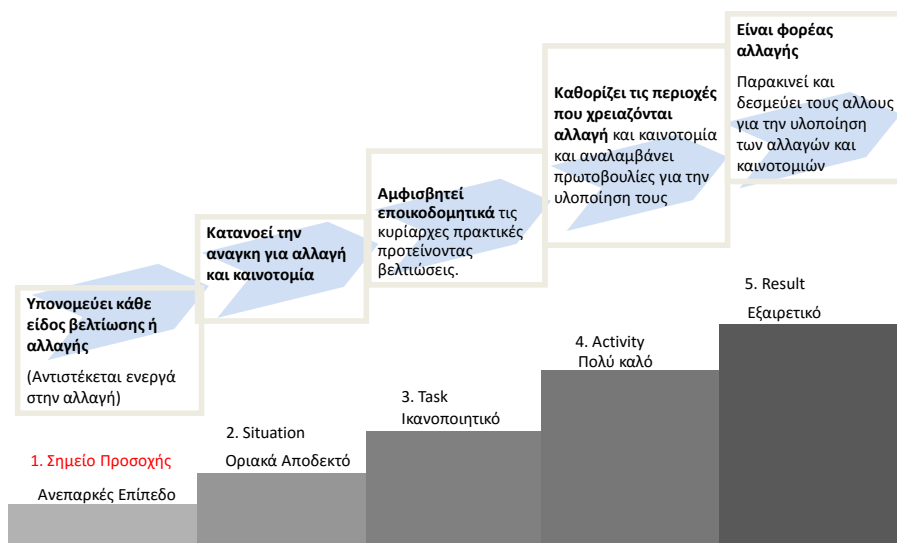 Υπονομεύει κάθε
είδος βελτίωσης ή
αλλαγής
(Αντιστέκεται ενεργά
στην αλλαγή)
1. Σημείο Προσοχής
Ανεπαρκές Επίπεδο
Κατανοεί την
αναγκη για αλλαγή
και καινοτομία
2. Situation
Οριακά Αποδεκτό
Αμφισβητεί
εποικοδομητικά τις
κυρίαρχες πρακτικές
προτείνοντας
βελτιώσεις.
3. Task
Ικανοποιητικό
Καθορίζει τις περιοχές
που χρειαζόνται
αλλαγή και καινοτομία
και αναλαμβάνει
πρωτοβουλίες για την
υλοποίηση τους
4. Activity
Πολύ καλό
Είναι φορέας
αλλαγής
Παρακινεί και
δεσμεύει τους αλλους
για την υλοποίηση
των αλλαγών και
καινοτομιών
5. Result
Εξαιρετικό